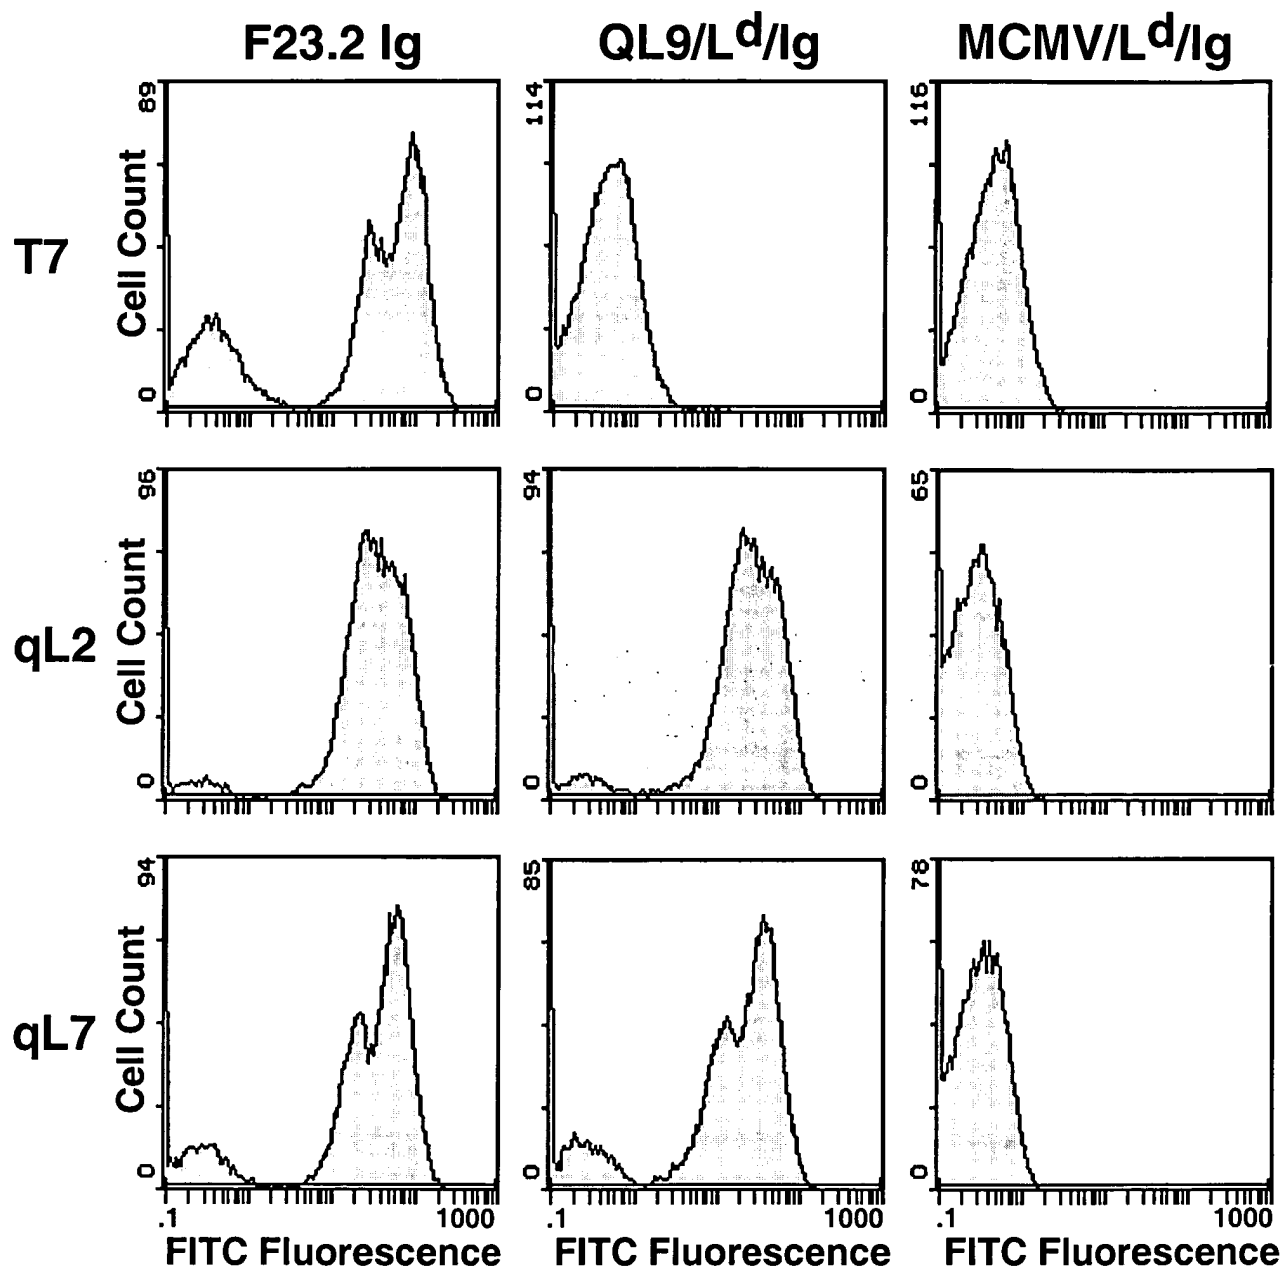 F23.2 Ig QL9/Ld/Ig MCMV/Ld/Ig
T7
Cell Count
89
0
114
0
116
0
qL2
Cell Count
96
0
94
0
65
0
qL7
Cell Count
94
0
85
0
78
0
.1 1000 .1 1000 .1 1000
FITC Fluorescence FITC Fluorescence FITC Fluorescence